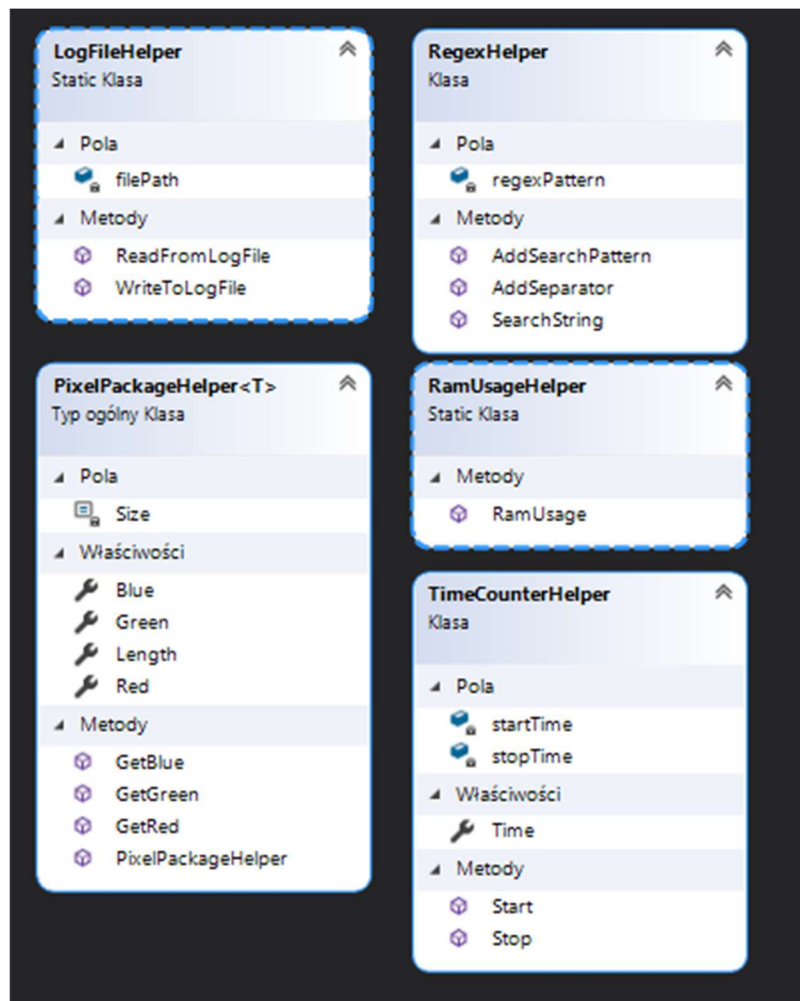 LogFileHelper
Static Klasa
Pola
filePath
Metody
ReadFromLogFile
WriteToLogFile
RegexHelper
Klasa
Pola
regexPattern
Metody
AddSearchPattern
AddSeparator
SearchString
PixelPackageHelper<T>
Typ ogólny Klasa
Pola
Size
Właściwości
Blue
Green
Length
Red
Metody
GetBlue
GetGreen
GetRed
PixelPackageHelper
RamUsageHelper
Static Klasa
Metody
RamUsage
TimeCounterHelper
Klasa
Pola
startTime
stopTime
Właściwości
Time
Metody
Start
Stop